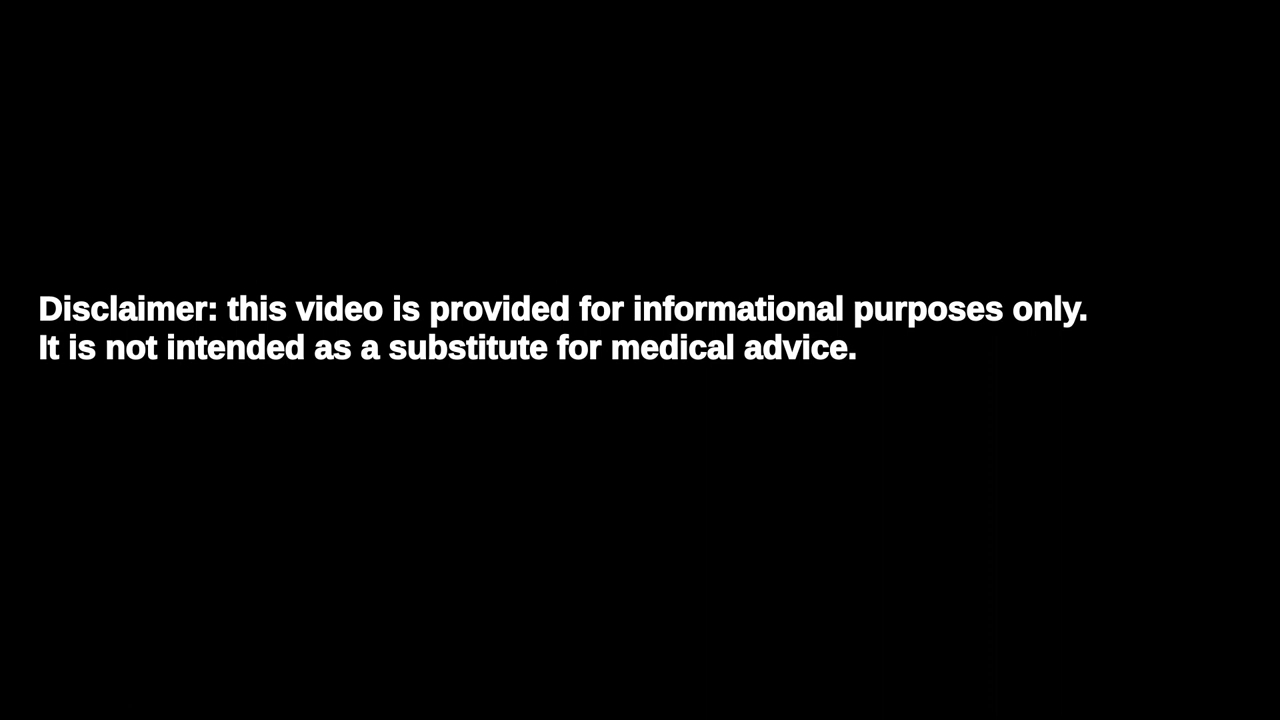 Disclaimer: this video is provided for informational purposes only.
It is not intended as a substitute for medical advice.